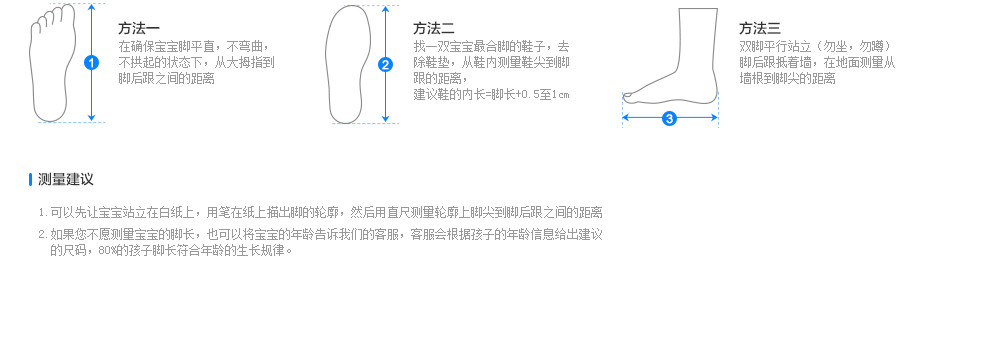 方法一
在确保宝宝脚平直，不弯曲，
不拱起的状态下，从大拇指到
脚后跟之间的距离
1
方法二
找一双宝宝最合脚的鞋子，去
除鞋垫，从鞋内测量鞋尖到脚
跟的距离，
建议鞋的内长=脚长+0.5至1cm
2
方法三
双脚平行站立（勿坐，勿蹲）
脚后跟抵着墙，在地面测量从
墙根到脚尖的距离
3
测量建议
1.可以先让宝宝站立在白纸上，用笔在纸上描出脚的轮廓，然后用直尺测量轮廓上脚尖到脚后跟之间的距离
2.如果您不愿测量宝宝的脚长，也可以将宝宝的年龄告诉我们的客服，客服会根据孩子的年龄信息给出建议
的尺码，80%的孩子脚长符合年龄的生长规律。